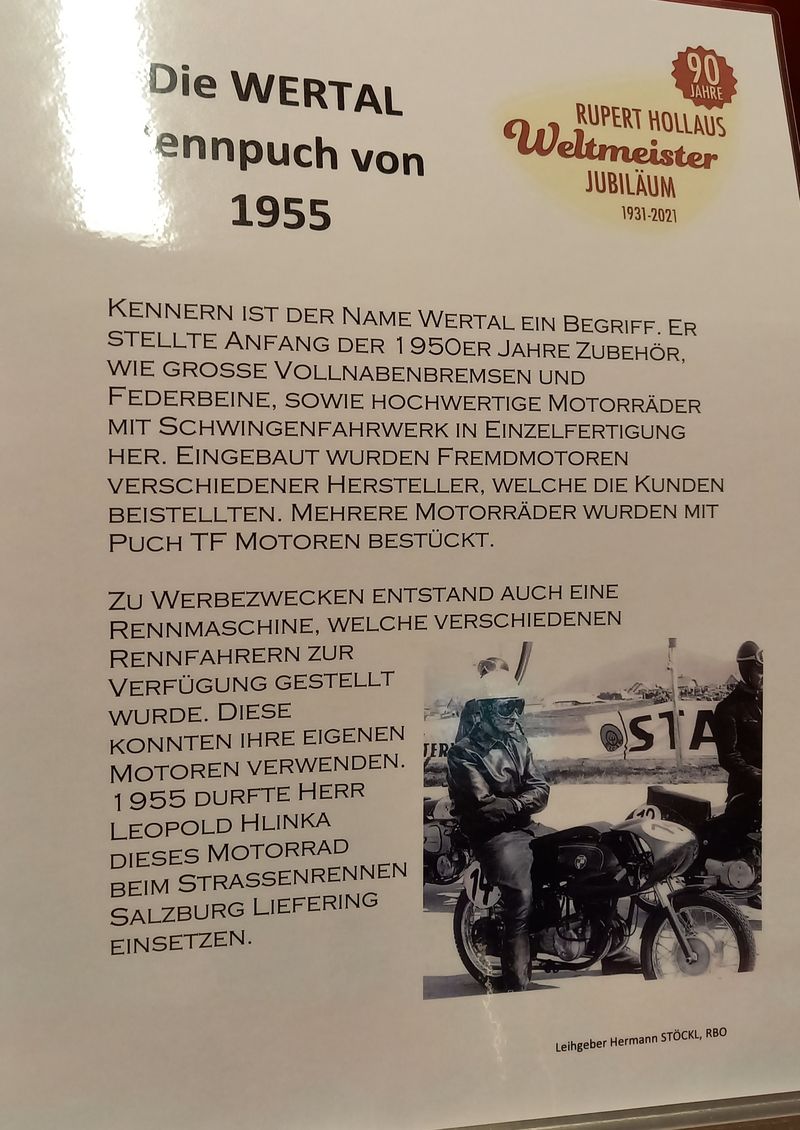 Die WERTAL
ennpuch von
1955
90
JAHRE
RUPERT HOLLAUS
Weltmeister
JUBILÄUM
1931-2021
KENNERN IST DER NAME WERTAL EIN BEGRIFF. ER
STELLTE ANFANG DER 1950ER JAHRE ZUBEHÖR,
WIE GROSSE VOLLNABENBREMSEN UND
FEDERBEINE, SOWIE HOCHWERTIGE MOTORRÄDER
MIT SCHWINGENFAHRWERK IN EINZELFERTIGUNG
HER. EINGEBAUT WURDEN FREMDMOTOREN
VERSCHIEDENER HERSTELLER, WELCHE DIE KUNDEN
BEISTELLTEN. MEHRERE MOTORRÄDER WURDEN MIT
PUCH TF MOTOREN BESTÜCKT.
ZU WERBEZWECKEN ENTSTAND AUCH EINE
RENNMASCHINE, WELCHE VERSCHIEDENEN
RENNFAHRERN ZUR
VERFÜGUNG GESTELLT
WURDE. DIESE
KONNTEN IHRE EIGENEN
MOTOREN VERWENDEN.
1955 DURFTE HERR
LEOPOLD HLINKA
DIESES MOTORRAD
BEIM STRASSENRENNEN
SALZBURG LIEFERING
EINSETZEN.
STA
14
Leihgeber Hermann STÖCKL, RBO